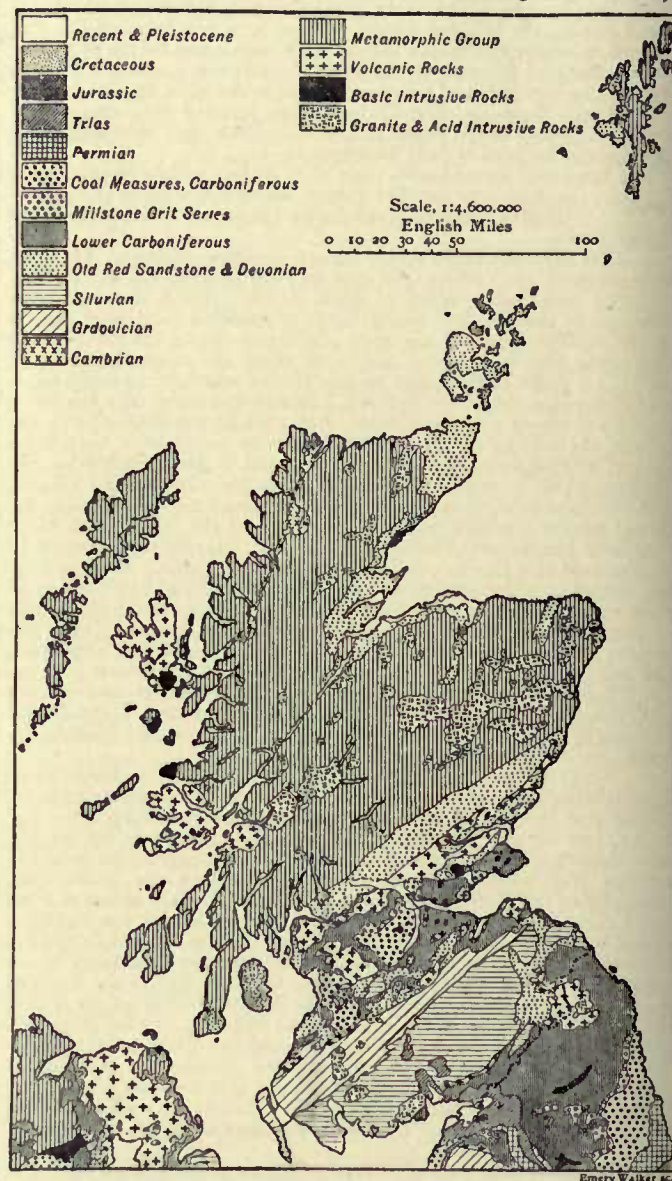 Recent & Pleistocene
Cretaceous
Jurassic
Trias
Permian
Coal Measures, Carboniferous
Millstone Grit Series
Lower Carboniferous
Old Red Sandstone & Devonian
Silurian
Grdovician
Cambrian
Metamorphic Group
Volcanic Rocks
Basic Intrusive Rocks
Granite & Acid Intrusive Rocks
Scale, 1:4,600,000
English Miles
0 10 20 30 40 50 100
Emery Walker sc.